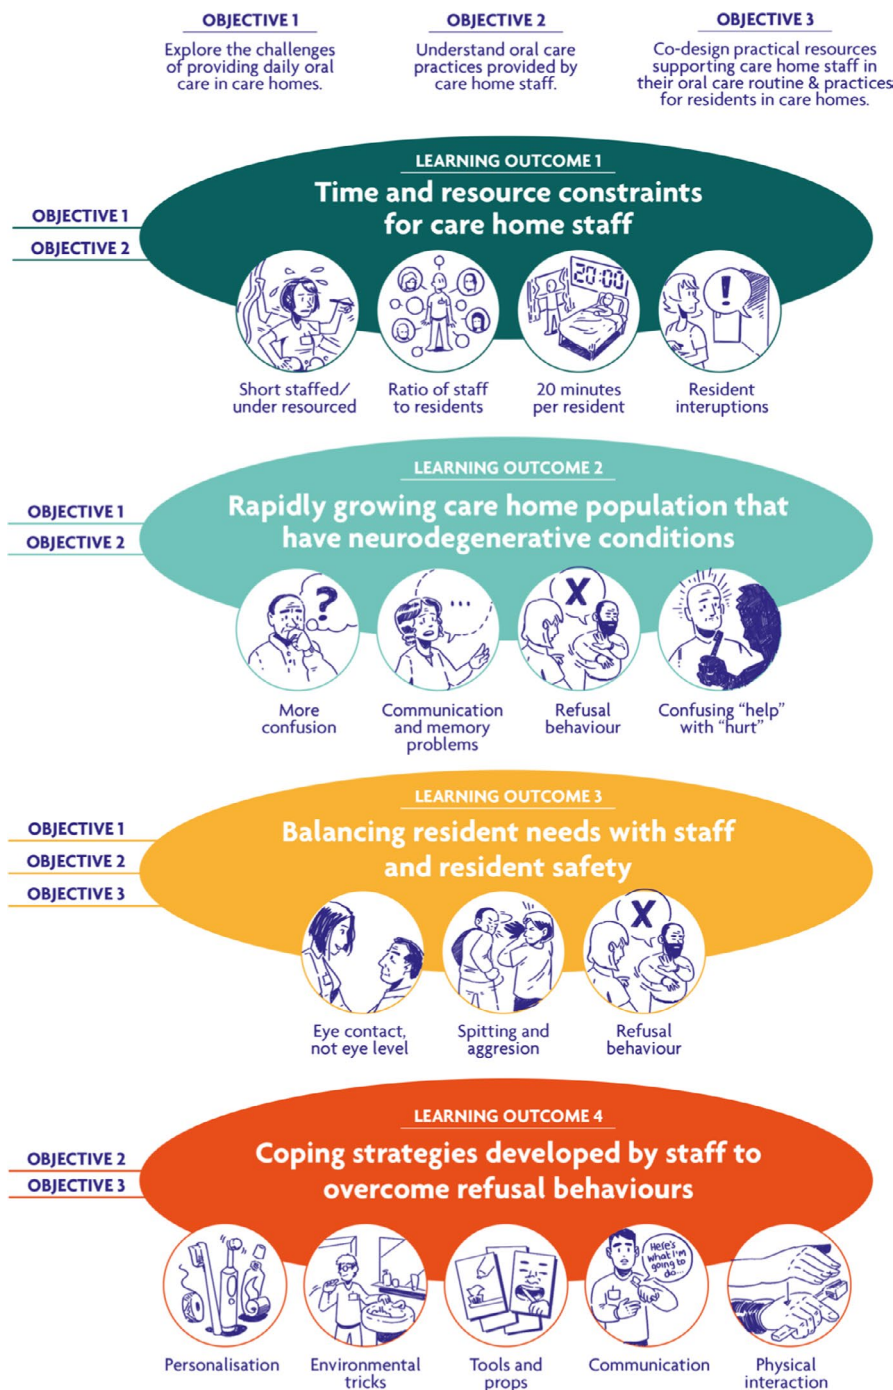 OBJECTIVE 1
Explore the challenges
of providing daily oral
care in care homes.
OBJECTIVE 2
Understand oral care
practices provided by
care home staff.
OBJECTIVE 3
Co-design practical resources
supporting care home staff in
their oral care routine & practices
for residents in care homes.
LEARNING OUTCOME 1
Time and resource constraints
for care home staff
OBJECTIVE 1
OBJECTIVE 2
20:00
!
Short staffed/
under resourced
Ratio of staff
to residents
20 minutes
per resident
Resident
interuptions
LEARNING OUTCOME 2
Rapidly growing care home population that
have neurodegenerative conditions
OBJECTIVE 1
OBJECTIVE 2
?
...
X
More
confusion
Communication
and memory
problems
Refusal
behaviour
Confusing “help”
with “hurt”
LEARNING OUTCOME 3
Balancing resident needs with staff
and resident safety
OBJECTIVE 1
OBJECTIVE 2
OBJECTIVE 3
X
Eye contact,
not eye level
Spitting and
aggresion
Refusal
behaviour
LEARNING OUTCOME 4
Coping strategies developed by staff to
overcome refusal behaviours
OBJECTIVE 2
OBJECTIVE 3
Here's
what I'm
going to
do...
Personalisation
Environmental
tricks
Tools and
props
Communication
Physical
interaction